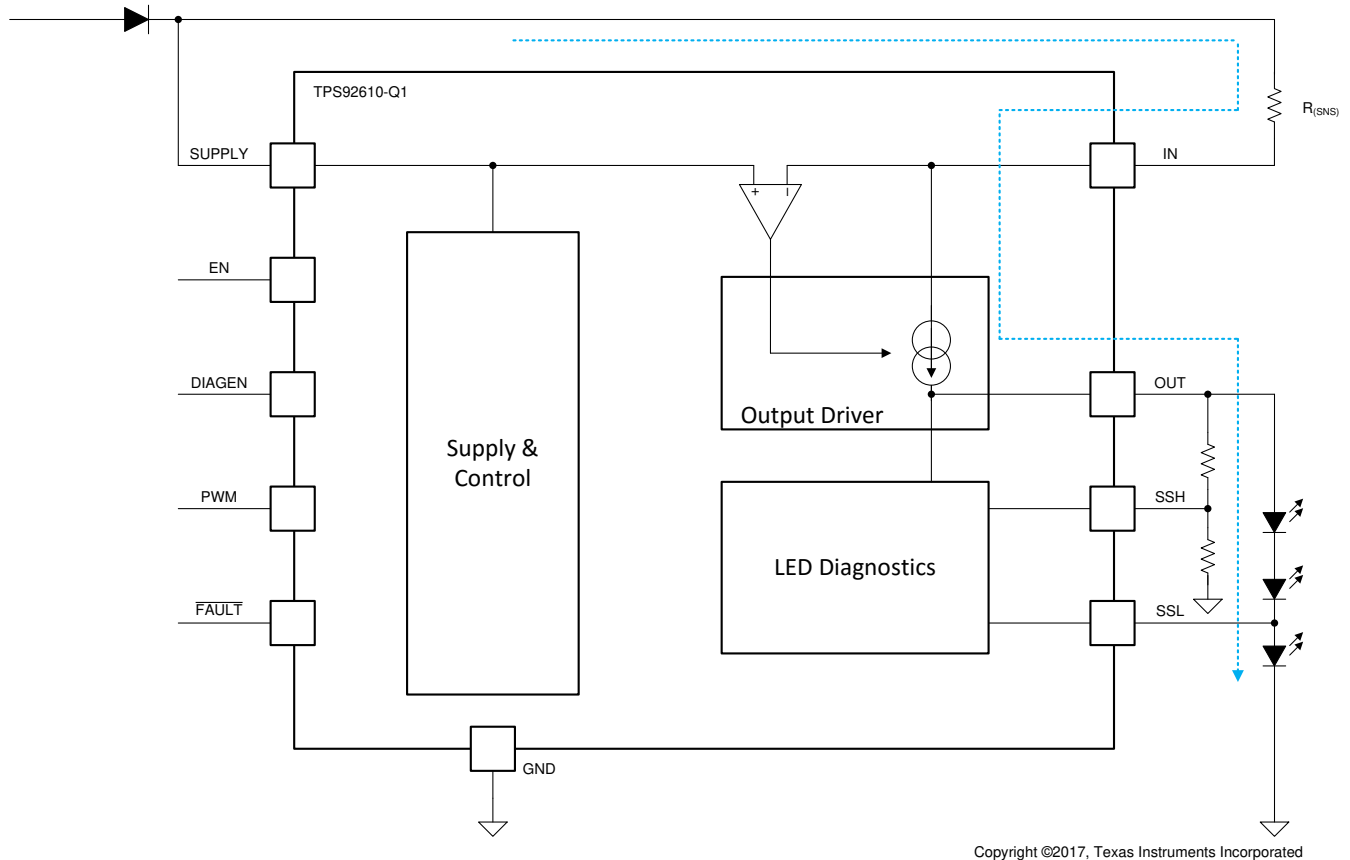 TPS92610-Q1
R(SNS)
SUPPLY
IN
+
–
EN
DIAGEN
OUT
Output Driver
Supply &
Control
PWM
SSH
LED Diagnostics
FAULT
SSL
GND
Copyright ©2017, Texas Instruments Incorporated